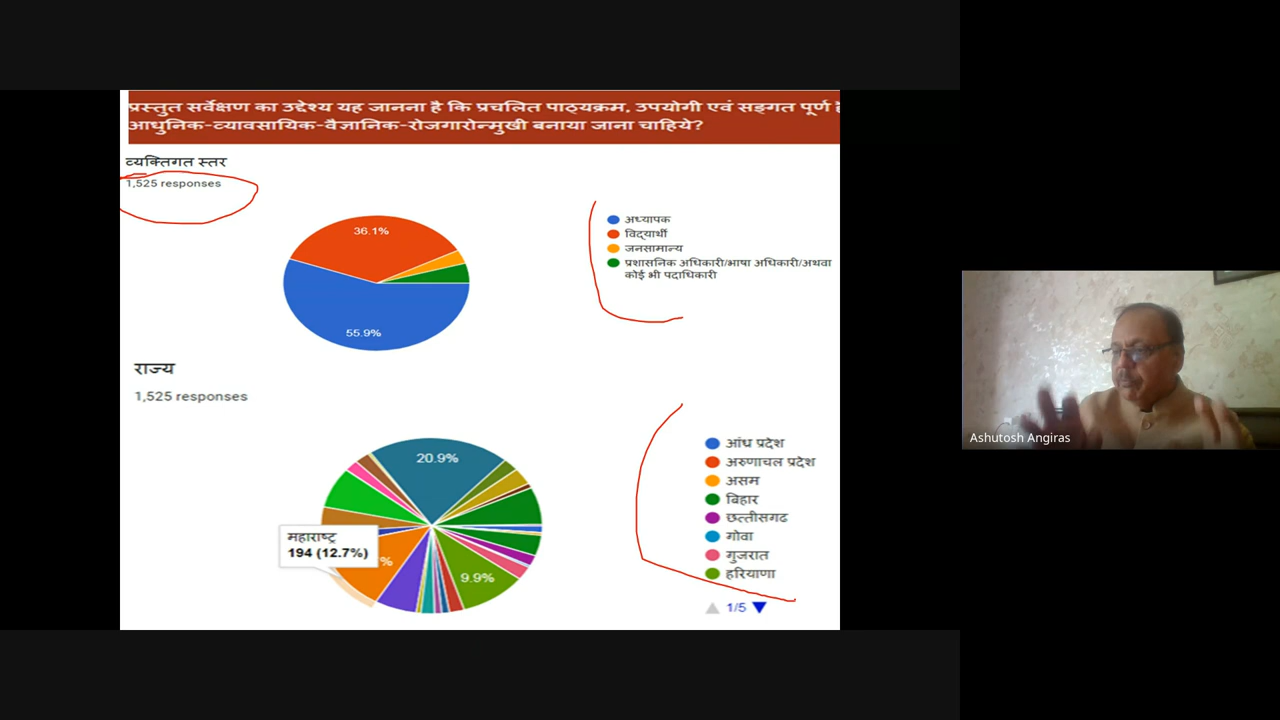 प्रस्तुत सर्वेक्षण का उद्देश्य यह जानना है कि प्रचलित पाठ्यक्रम, उपयोगी एवं सङ्गत पूर्ण
आधुनिक-व्यावसायिक-वैज्ञानिक-रोजगारोन्मुखी बनाया जाना चाहिये?
व्यक्तिगत स्तर
1,525 responses
36.1%
55.9%
अध्यापक
विद्यार्थी
जनसामान्य
प्रशासनिक अधिकारी/भाषा अधिकारी/अथवा
कोई भी पदाधिकारी
राज्य
1,525 responses
20.9%
महाराष्ट्र
194 (12.7%)
%
9.9%
आंध्र प्रदेश
अरुणाचल प्रदेश
असम
बिहार
छत्तीसगढ
गोवा
गुजरात
हरियाणा
1/5
Ashutosh Angiras